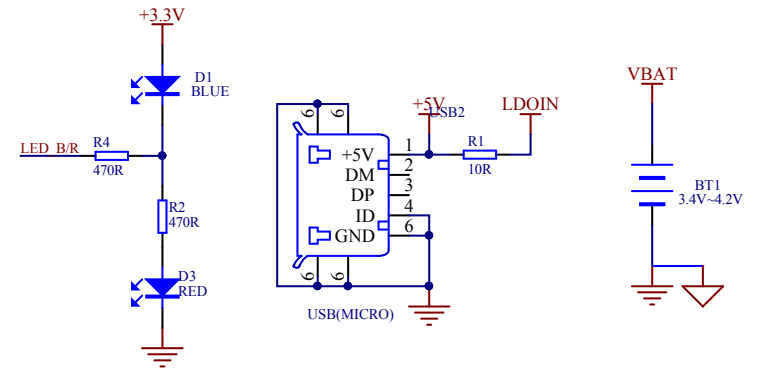 +3.3V
D1
BLUE
LED_B/R
R4
470R
R2
470R
D3
RED
6
6
+5V
USB2
LDOIN
+5V
1
DM
2
DP
3
ID
4
GND
6
6
6
USB(MICRO)
R1
10R
VBAT
BT1
3.4V~4.2V